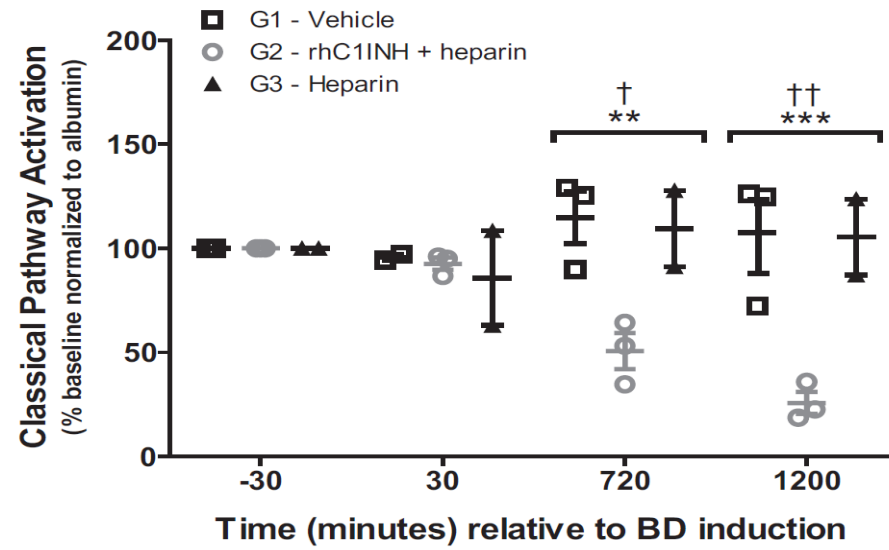 G1 - Vehicle
G2 - rhC1INH + heparin
G3 - Heparin
Classical Pathway Activation
(% baseline normalized to albumin)
200
150
100
50
0
†
**
††
***
-30
30
720
1200
Time (minutes) relative to BD induction